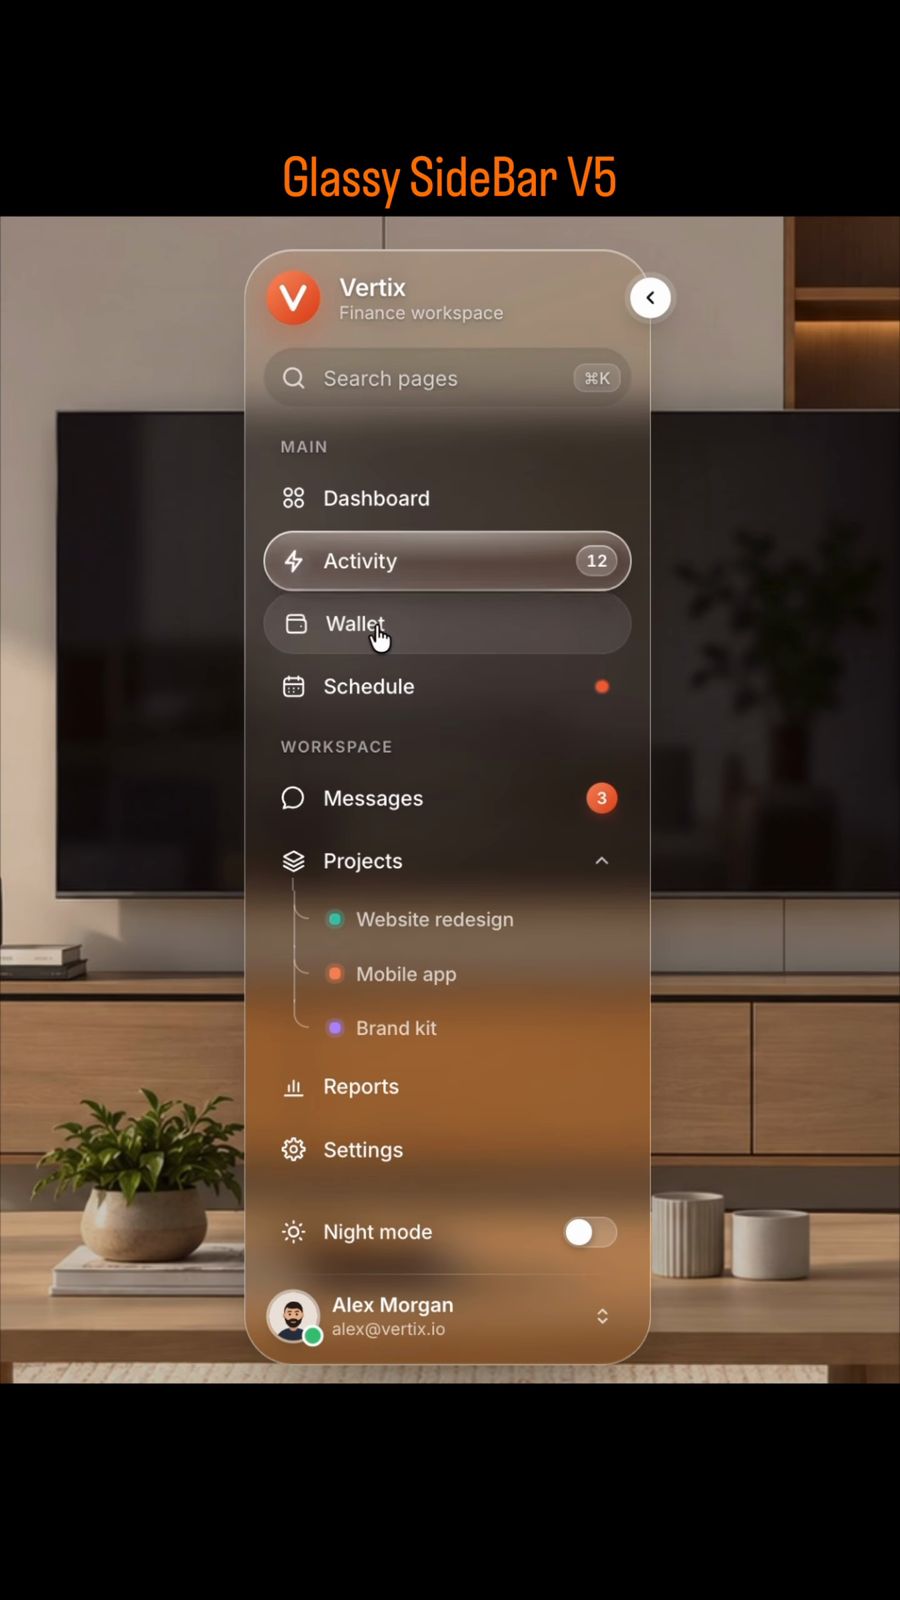 Glassy SideBar V5
V
Vertix
Finance workspace
Search pages
⌘K
MAIN
Dashboard
Activity
12
Wallet
Schedule
WORKSPACE
Messages
3
Projects
Website redesign
Mobile app
Brand kit
Reports
Settings
Night mode
Alex Morgan
alex@vertix.io